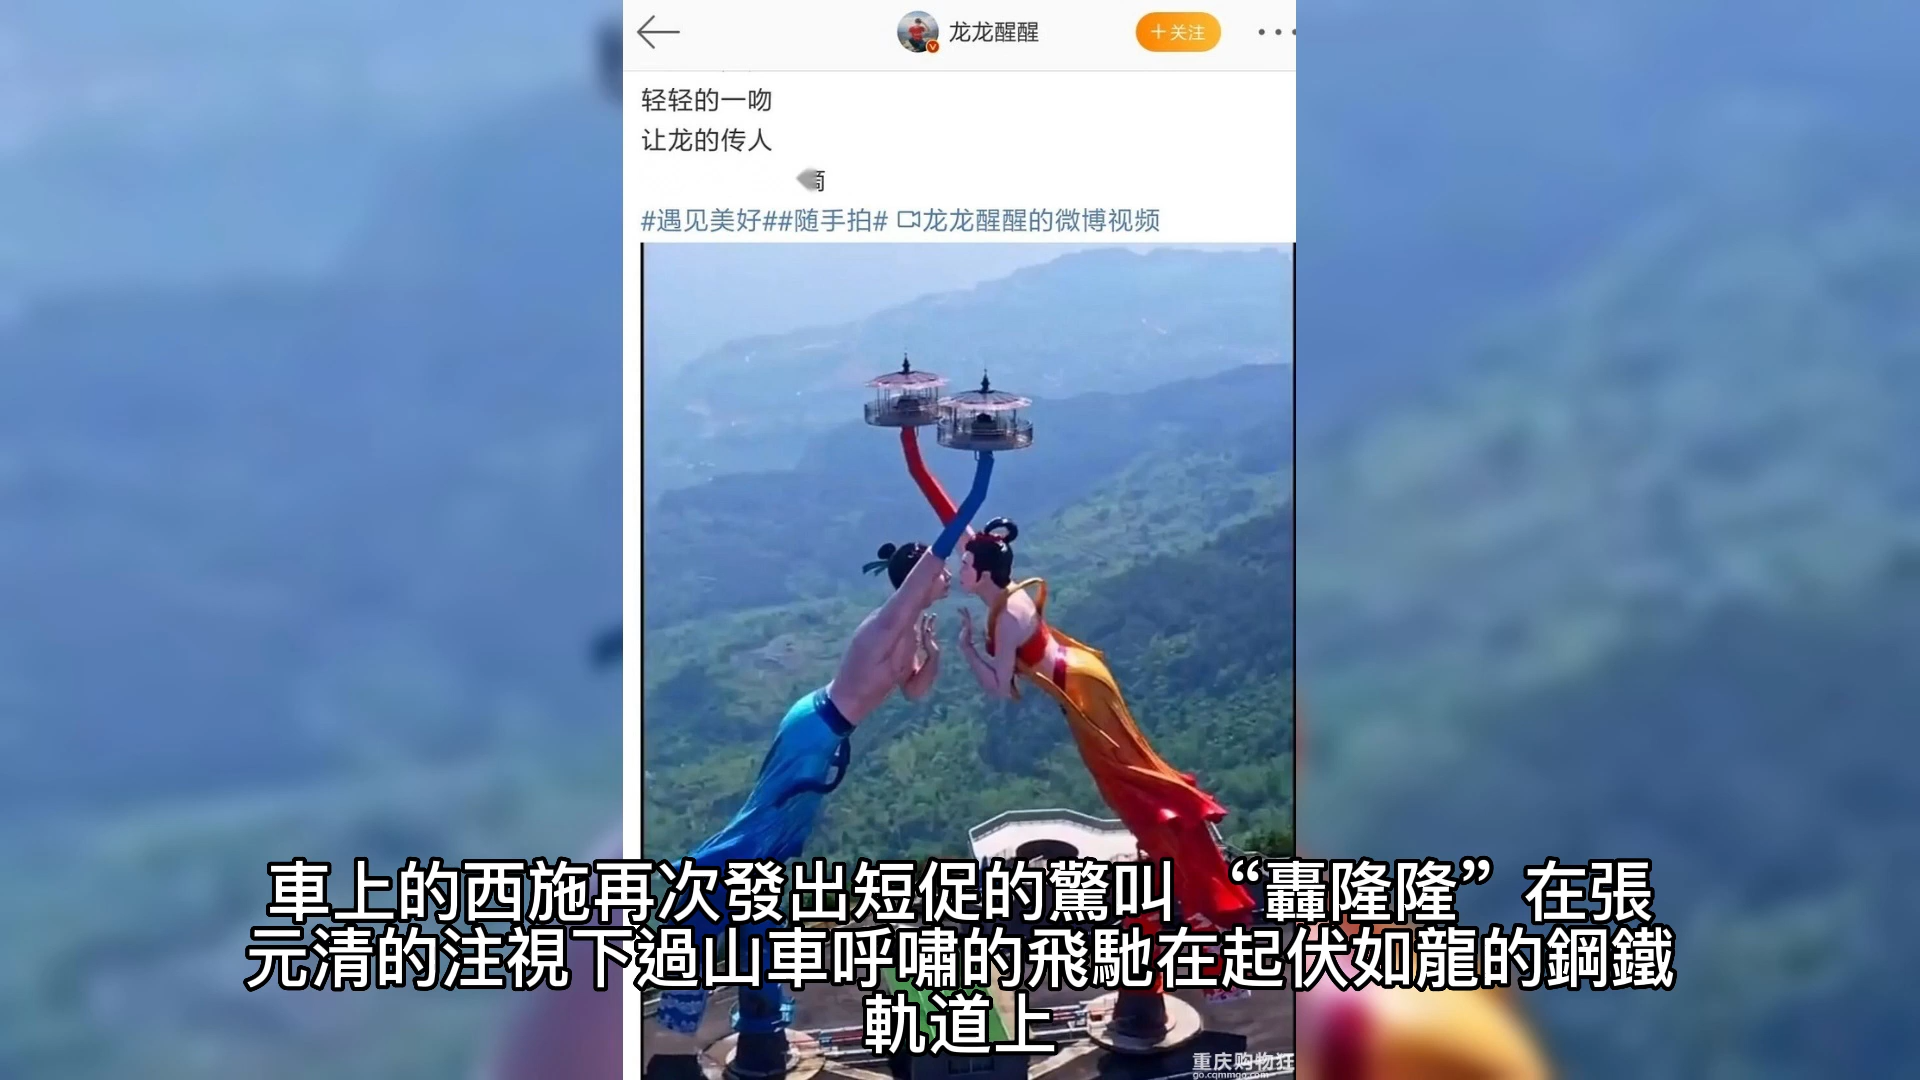 龙龙醒醒
+关注
轻轻的一吻
让龙的传人
#遇见美好##随手拍# 龙龙醒醒的微博视频
車上的西施再次發出短促的驚叫 “轟隆隆”在張
元清的注視下過山車呼嘯的飛馳在起伏如龍的鋼鐵
軌道上
重庆购物狂
go.cqmmgo.com